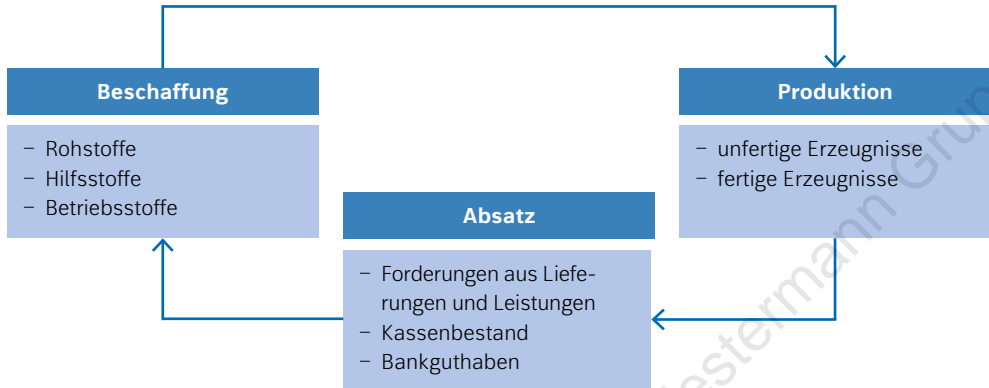 Beschaffung
– Rohstoffe
– Hilfsstoffe
– Betriebsstoffe
Produktion
– unfertige Erzeugnisse
– fertige Erzeugnisse
Absatz
– Forderungen aus Liefe-
rungen und Leistungen
– Kassenbestand
– Bankguthaben